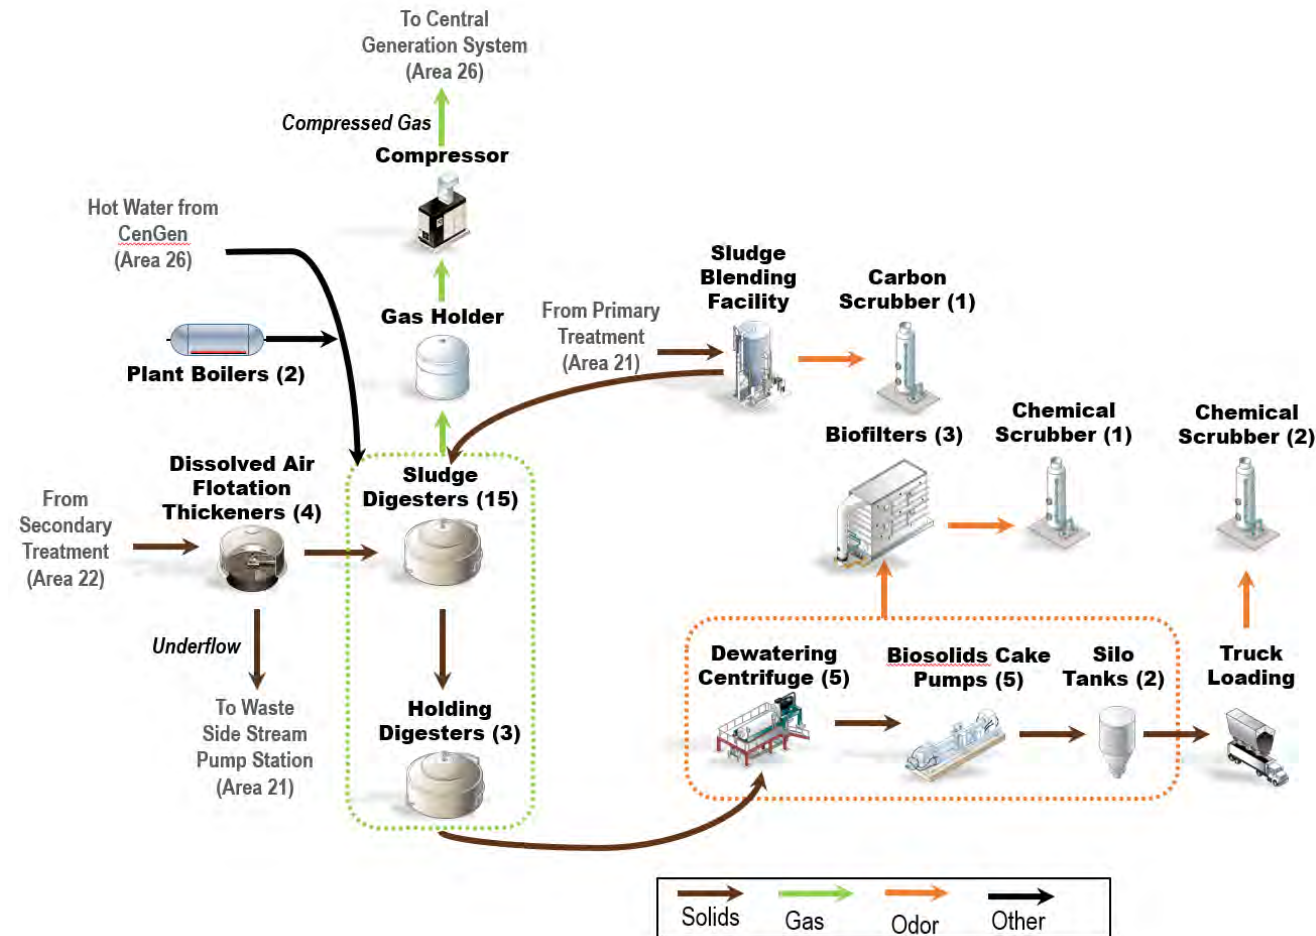 To Central
Generation System
(Area 26)
Compressed Gas
Compressor
Hot Water from
CenGen
(Area 26)
Plant Boilers (2)
Gas Holder
From Primary
Treatment
(Area 21)
Sludge
Blending
Facility
Carbon
Scrubber (1)
Biofilters (3)
Chemical
Scrubber (1)
Chemical
Scrubber (2)
From
Secondary
Treatment
(Area 22)
Dissolved Air
Flotation
Thickeners (4)
Sludge
Digesters (15)
Underflow
To Waste
Side Stream
Pump Station
(Area 21)
Holding
Digesters (3)
Dewatering
Centrifuge (5)
Biosolids Cake
Pumps (5)
Silo
Tanks (2)
Truck
Loading
Solids
Gas
Odor
Other